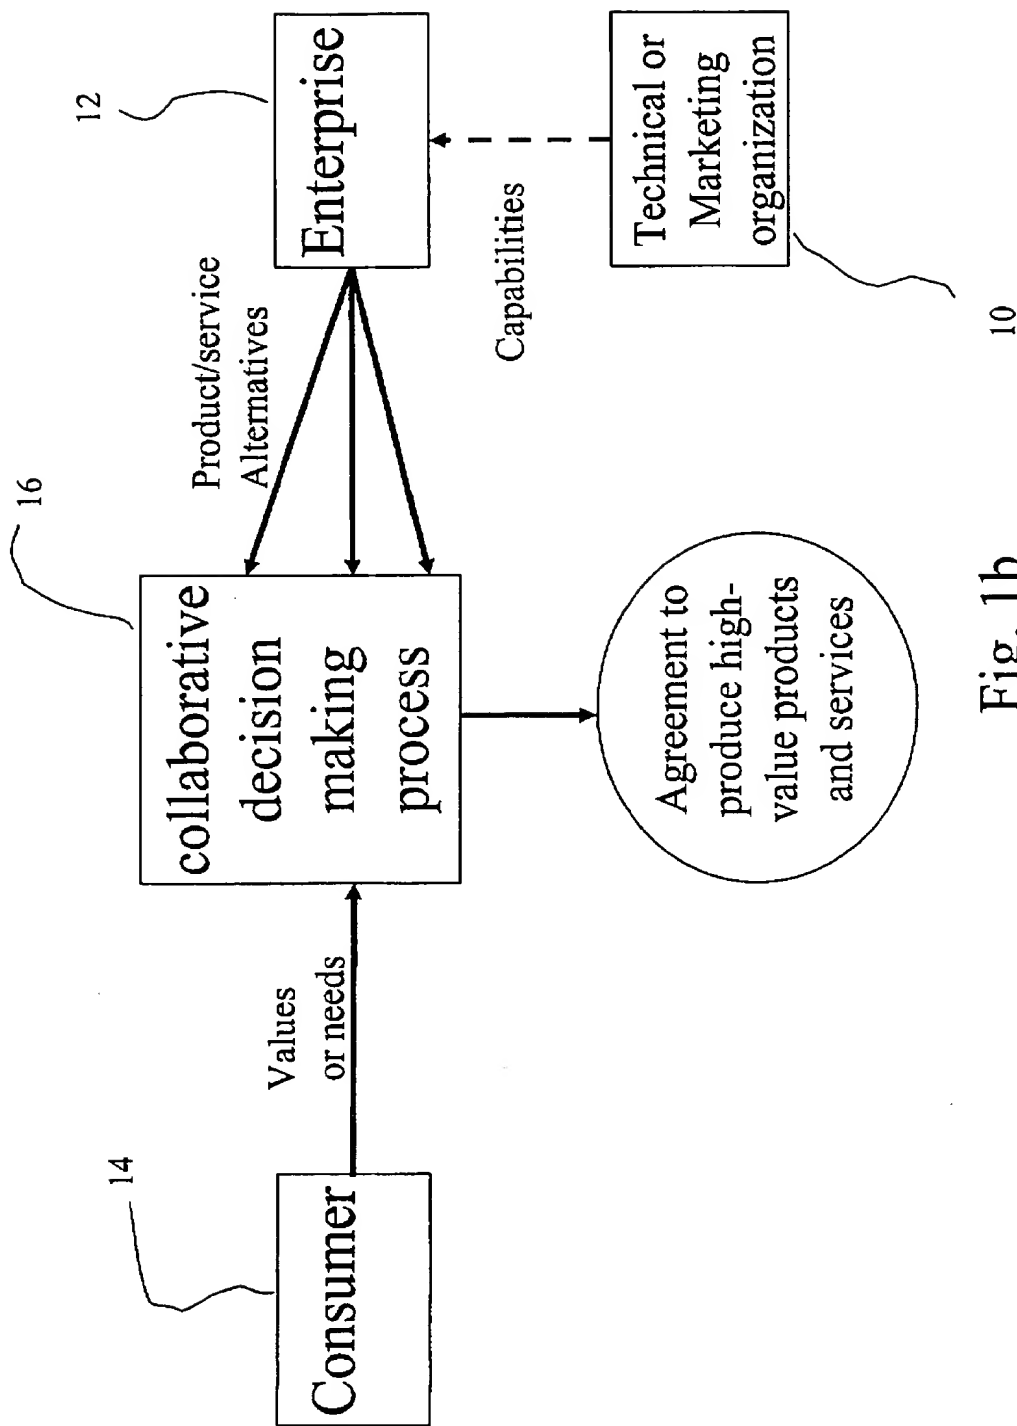 16
12
14
collaborative
decision
making
process
Product/service
Alternatives
Enterprise
Values
or needs
Consumer
Capabilities
Technical or
Marketing
organization
10
Agreement to
produce high-
value products
and services
Fig. 1b